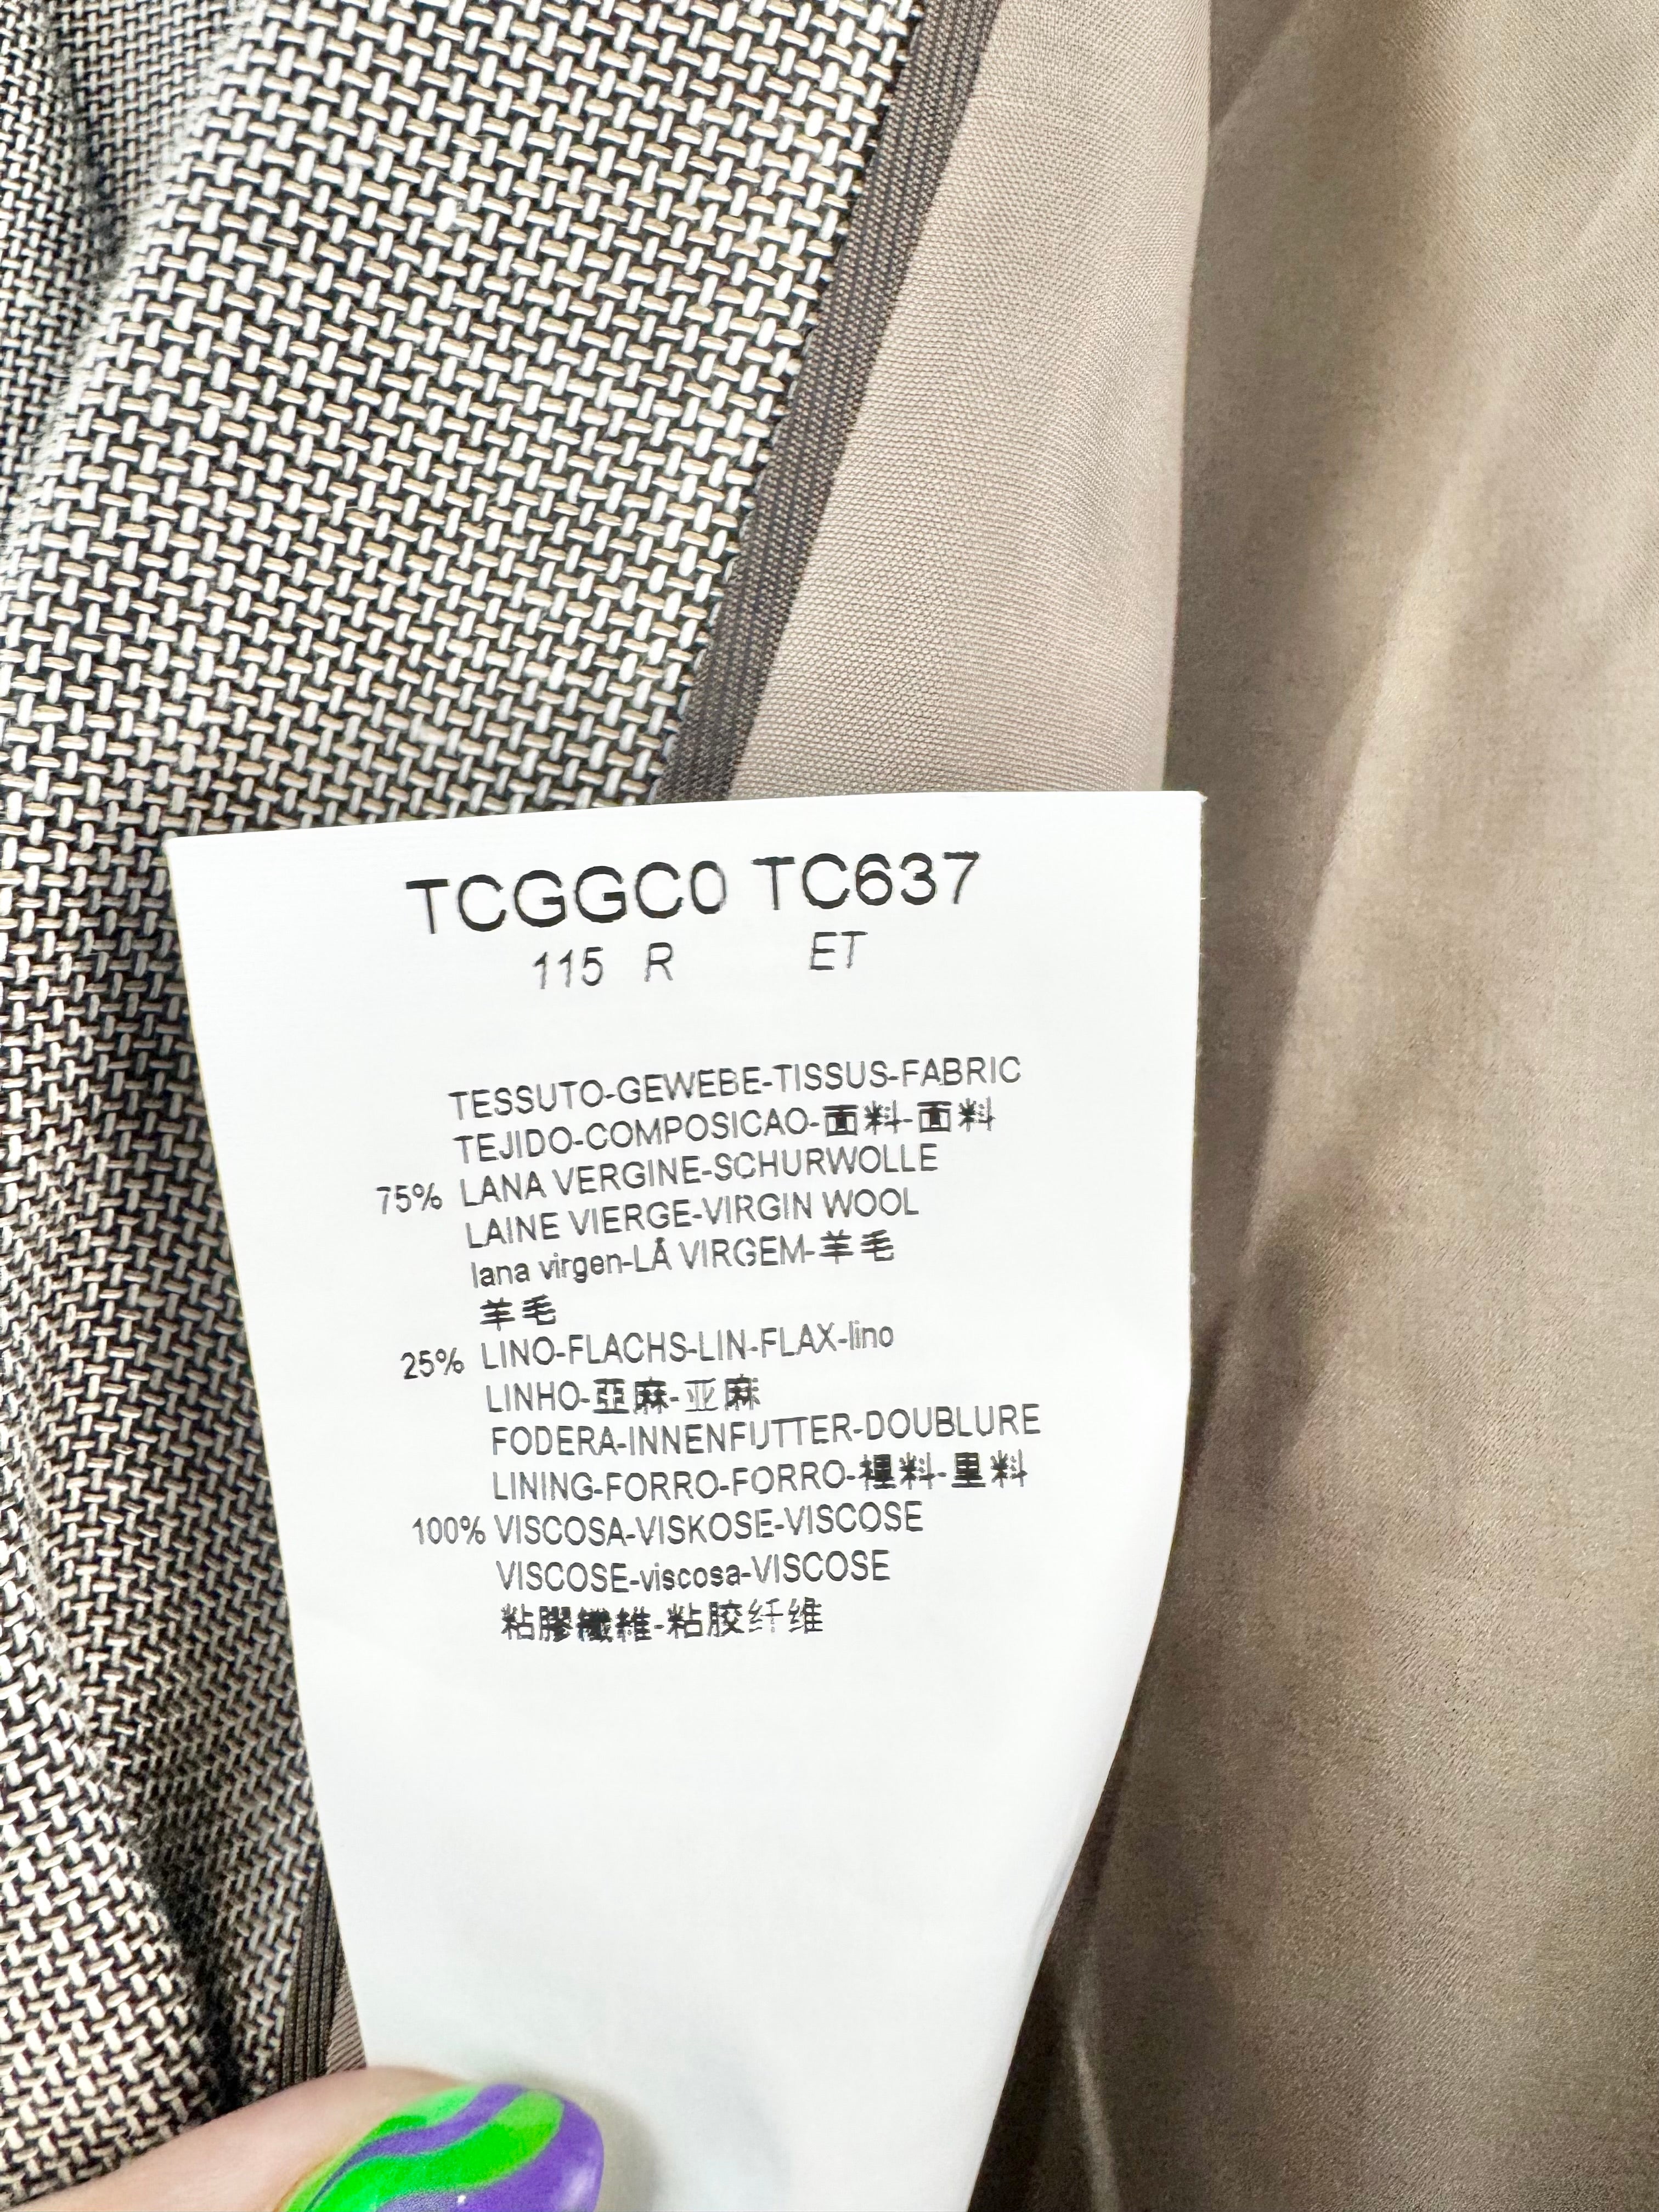 TCGGC0 TC637
115 R ET
TESSUTO-GEWEBE-TISSUS-FABRIC
TEJIDO-COMPOSICAO-面料-面料
75% LANA VERGINE-SCHURWOLLE
LAINE VIERGE-VIRGIN WOOL
lana virgen-LÃ VIRGEM-羊毛
羊毛
25% LINO-FLACHS-LIN-FLAX-lino
LINHO-亞麻-亚麻
FODERA-INNENFUTTER-DOUBLURE
LINING-FORRO-FORRO-裡料-里料
100% VISCOSA-VISKOSE-VISCOSE
VISCOSE-viscosa-VISCOSE
粘膠纖維-粘胶纤维